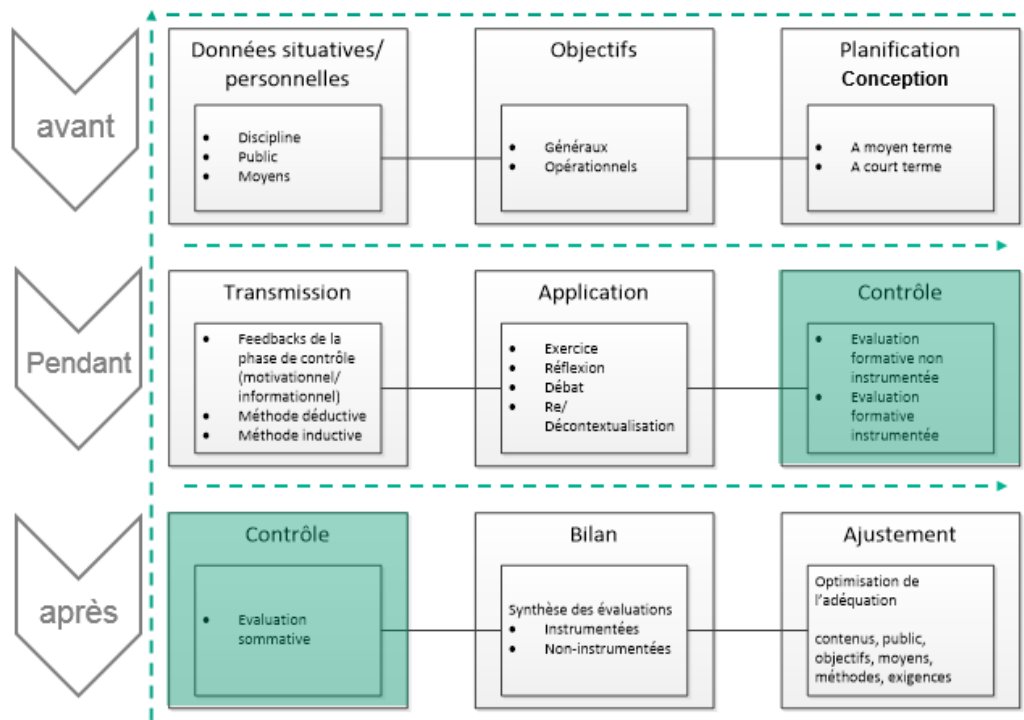 avant
Données situatives/
personnelles
• Discipline
• Public
• Moyens
Objectifs
• Généraux
• Opérationnels
Planification
Conception
• A moyen terme
• A court terme
Pendant
Transmission
• Feedbacks de la
phase de contrôle
(motivationnel/
informationnel)
• Méthode déductive
• Méthode inductive
Application
• Exercice
• Réflexion
• Débat
• Re/
Décontextualisation
Contrôle
• Evaluation
formative non
instrumentée
• Evaluation
formative
instrumentée
après
Contrôle
• Evaluation
sommative
Bilan
Synthèse des évaluations
• Instrumentées
• Non-instrumentées
Ajustement
Optimisation de
l'adéquation
contenus, public,
objectifs, moyens,
méthodes, exigences